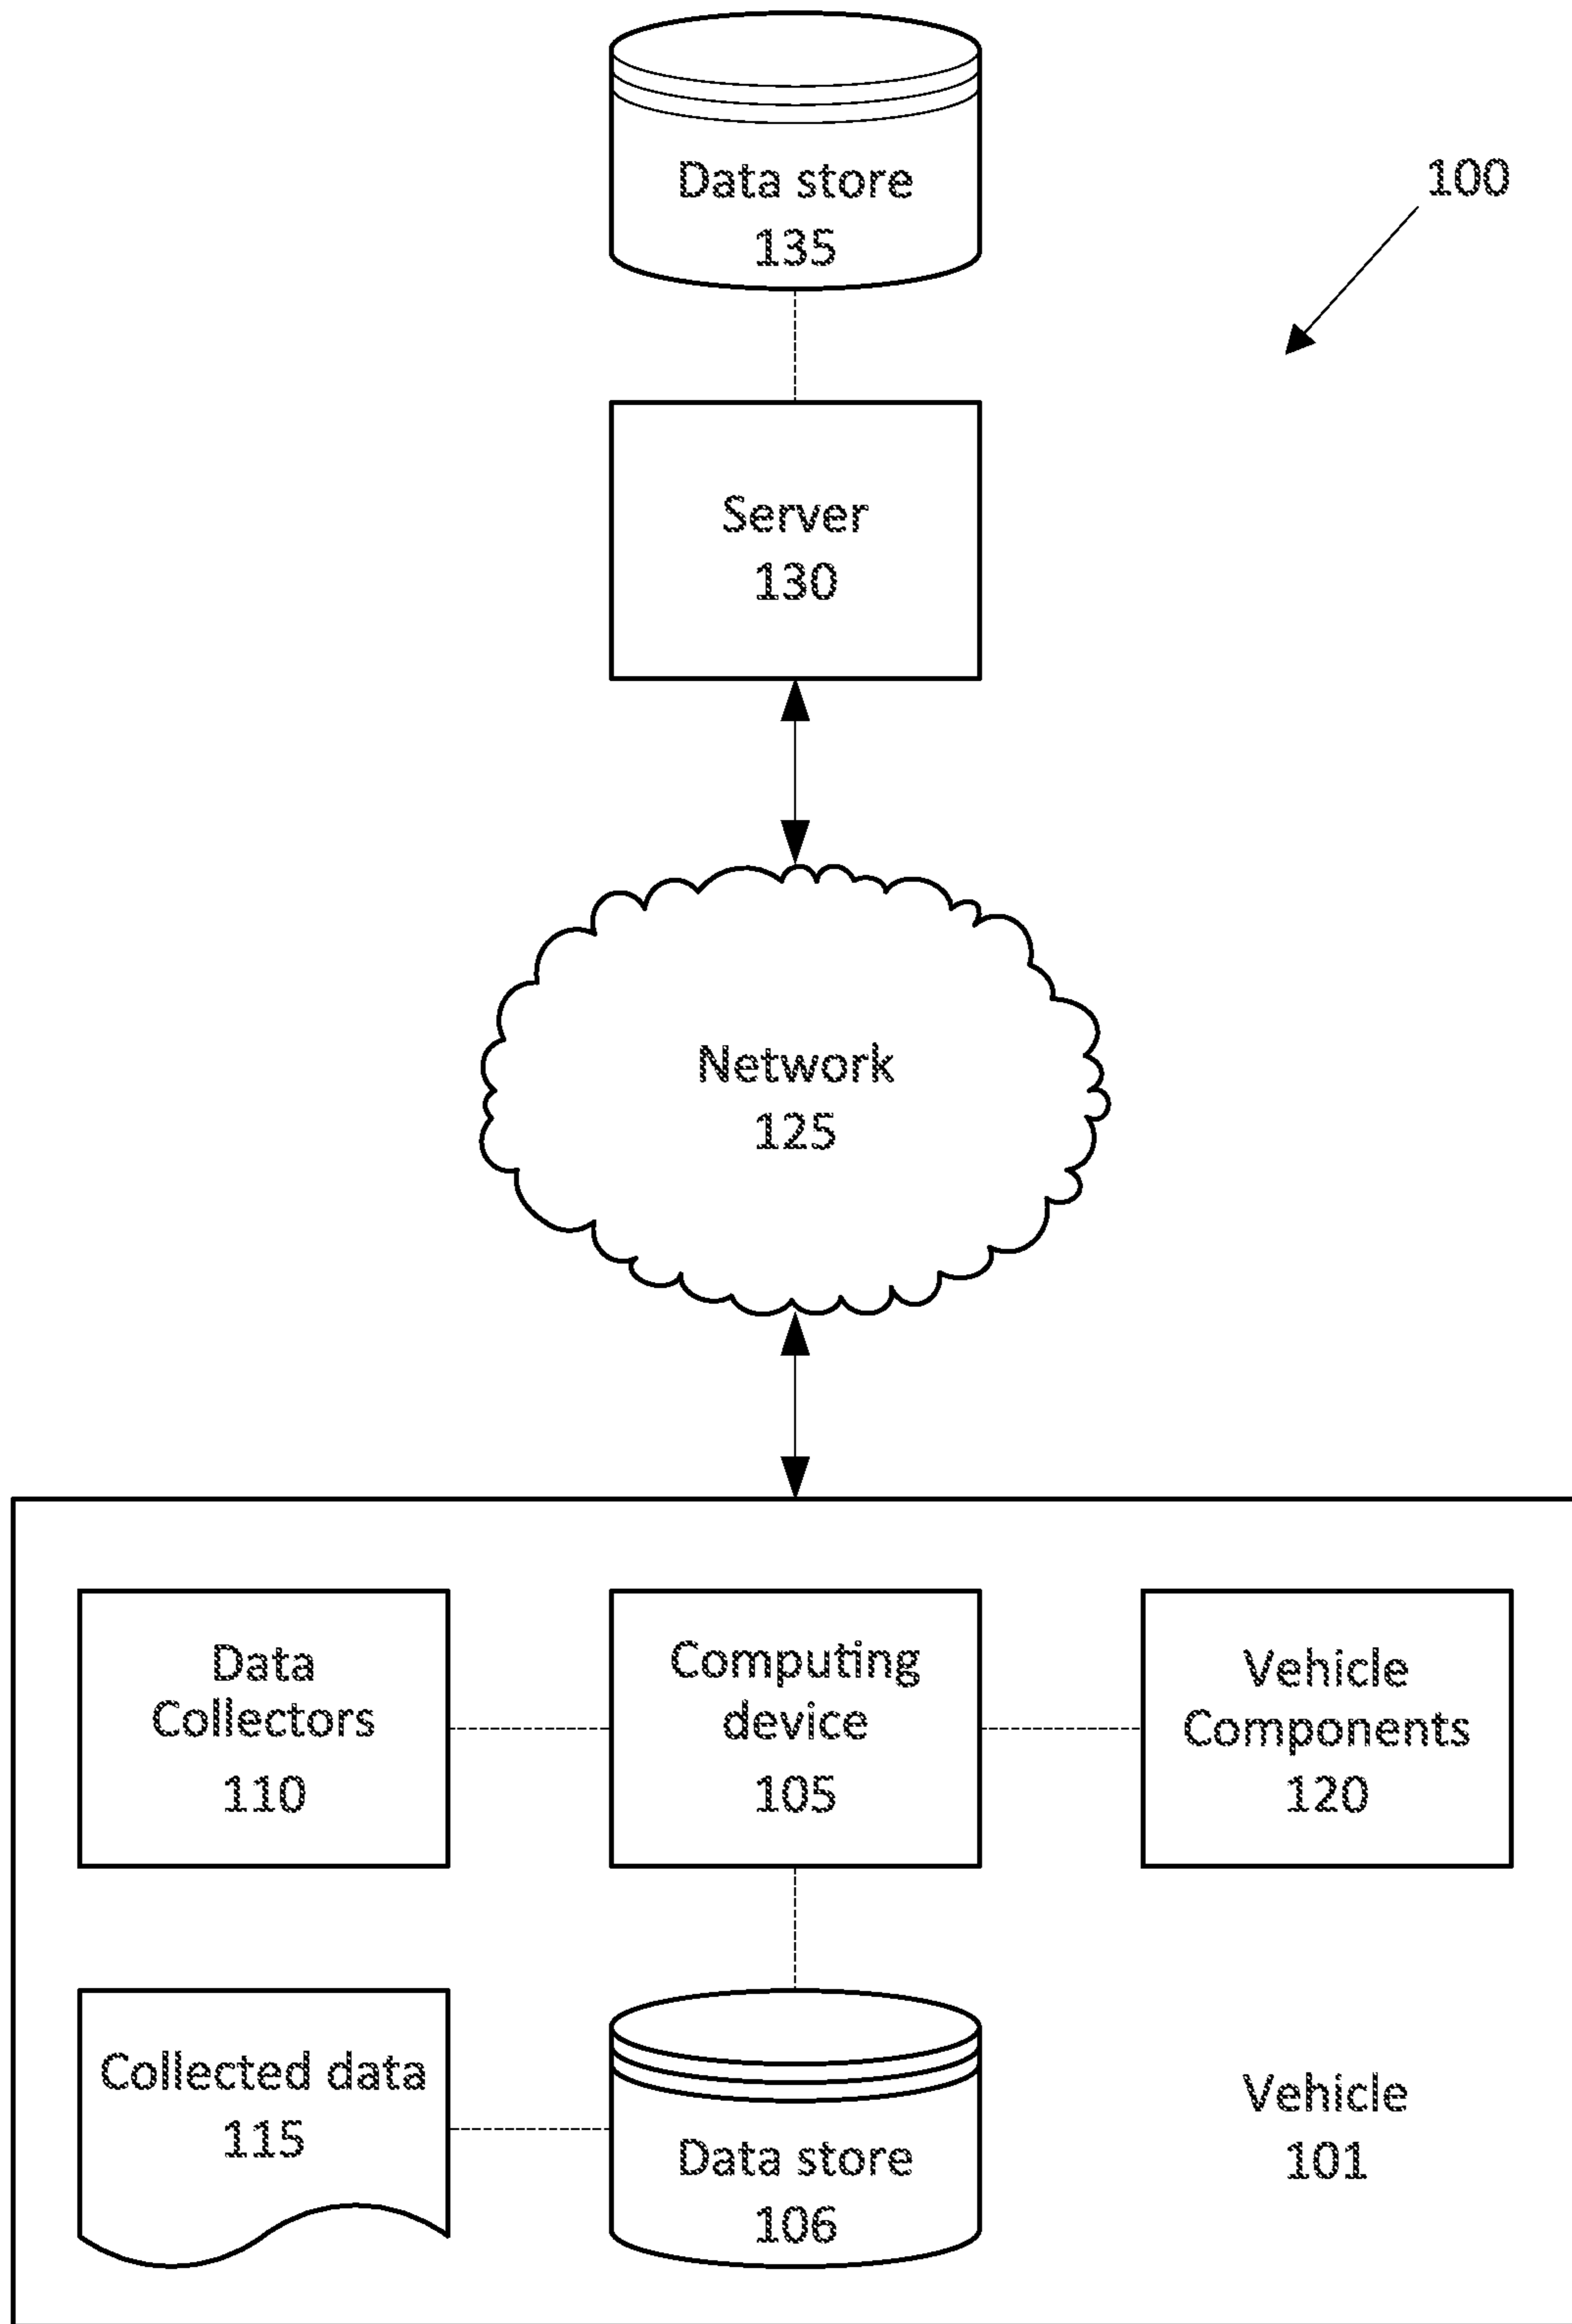 Data store
135
100
Server
130
Network
125
Data
Collectors
110
Computing
device
105
Vehicle
Components
120
Collected data
115
Data store
106
Vehicle
101